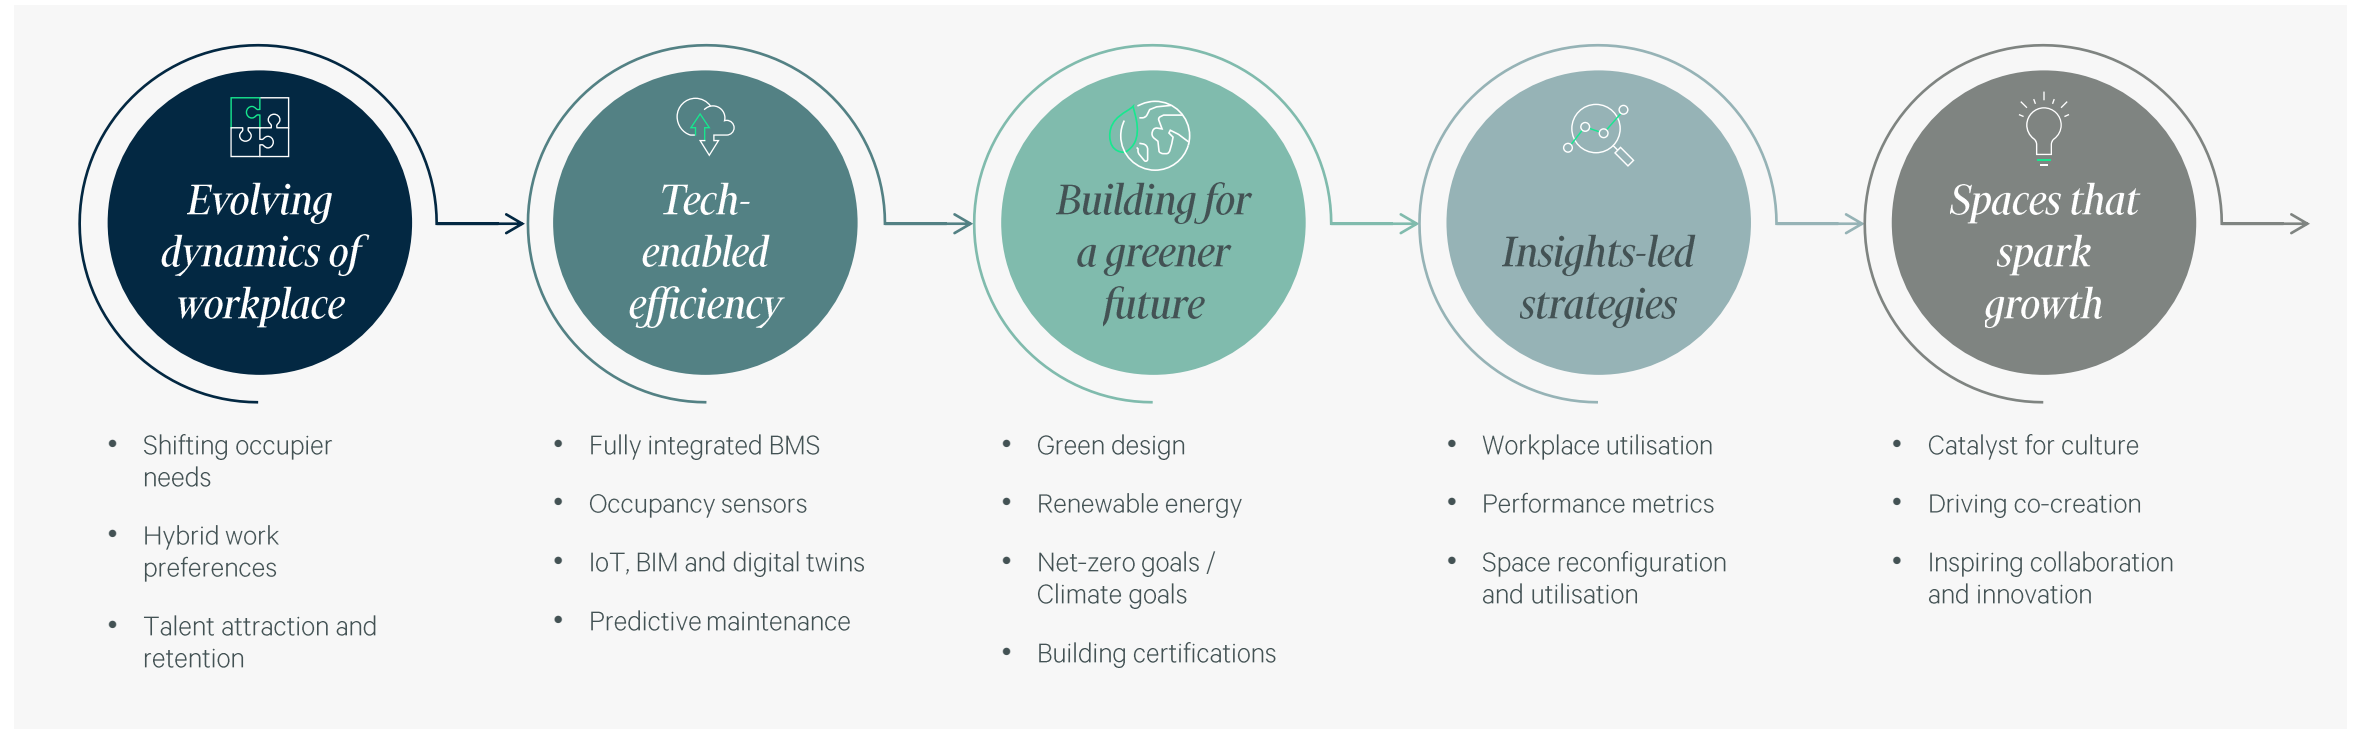 Evolving
dynamics of
workplace
• Shifting occupier
needs
• Hybrid work
preferences
• Talent attraction and
retention
Tech-
enabled
efficiency
• Fully integrated BMS
• Occupancy sensors
• IoT, BIM and digital twins
• Predictive maintenance
Building for
a greener
future
• Green design
• Renewable energy
• Net-zero goals /
Climate goals
• Building certifications
Insights-led
strategies
• Workplace utilisation
• Performance metrics
• Space reconfiguration
and utilisation
Spaces that
spark
growth
• Catalyst for culture
• Driving co-creation
• Inspiring collaboration
and innovation